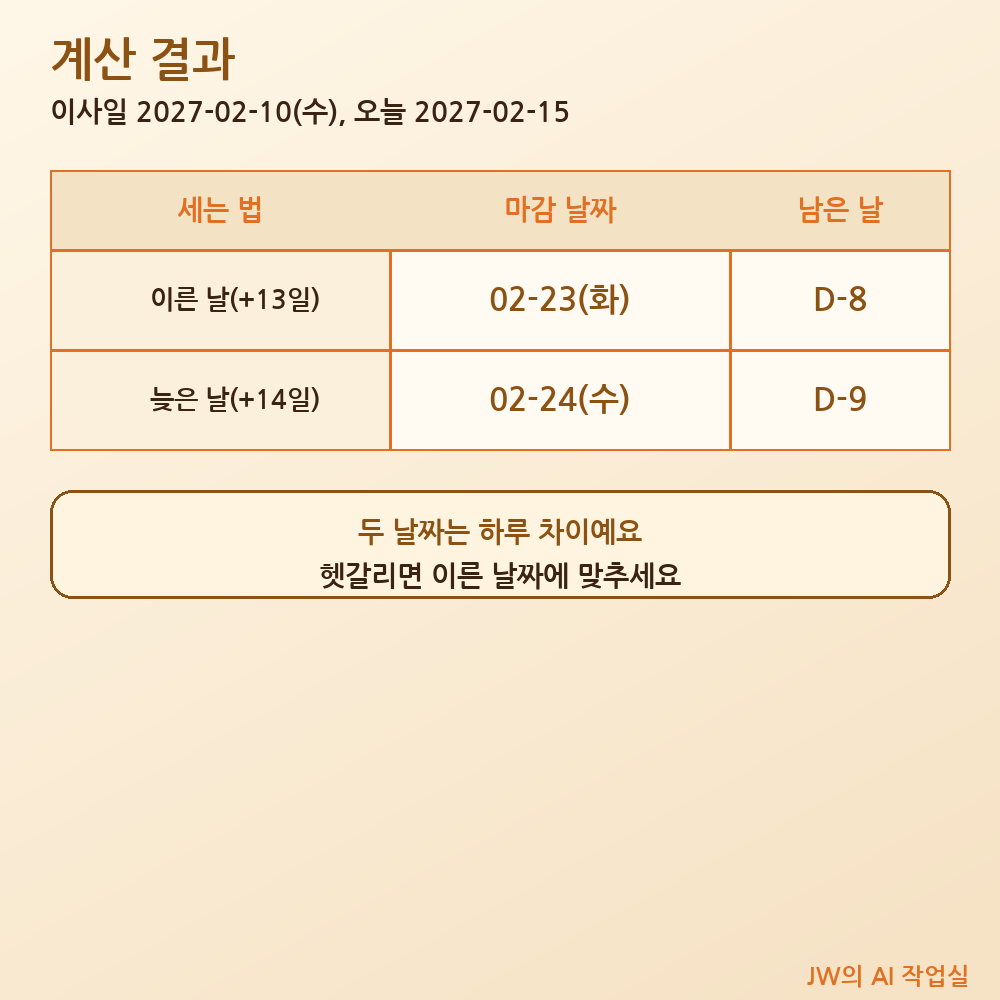 계산 결과
이사일 2027-02-10(수), 오늘 2027-02-15
세는 법 마감 날짜 남은 날
이른 날(+13일) 02-23(화) D-8
늦은 날(+14일) 02-24(수) D-9
두 날짜는 하루 차이예요
헷갈리면 이른 날짜에 맞추세요
JW의 AI 작업실